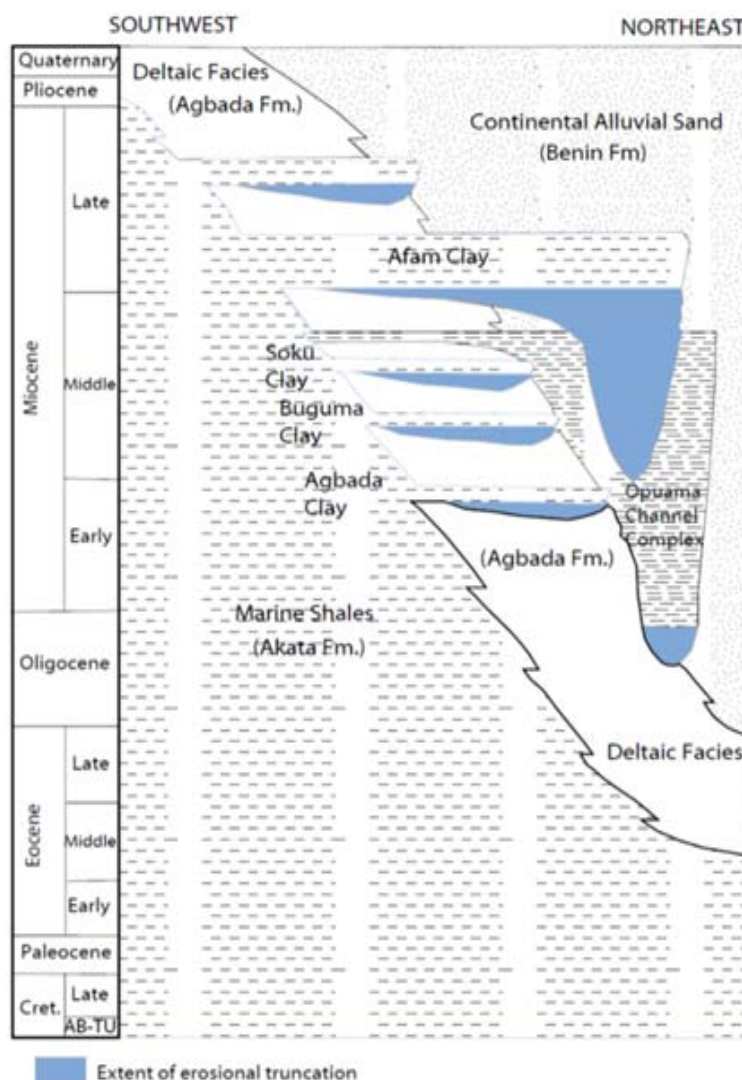 SOUTHWEST
NORTHEAST
Quaternary
Pliocene
Miocene
Late
Middle
Early
Oligocene
Eocene
Late
Middle
Early
Paleocene
Cret.
Late
AB-TU
Deltaic Facies
(Agbada Fm.)
Continental Alluvial Sand
(Benin Fm)
Afam Clay
Soku
Clay
Buguma
Clay
Agbada
Clay
Opuama
Channel
Complex
(Agbada Fm.)
Marine Shales
(Akata Fm.)
Deltaic Facies
Extent of erosional truncation